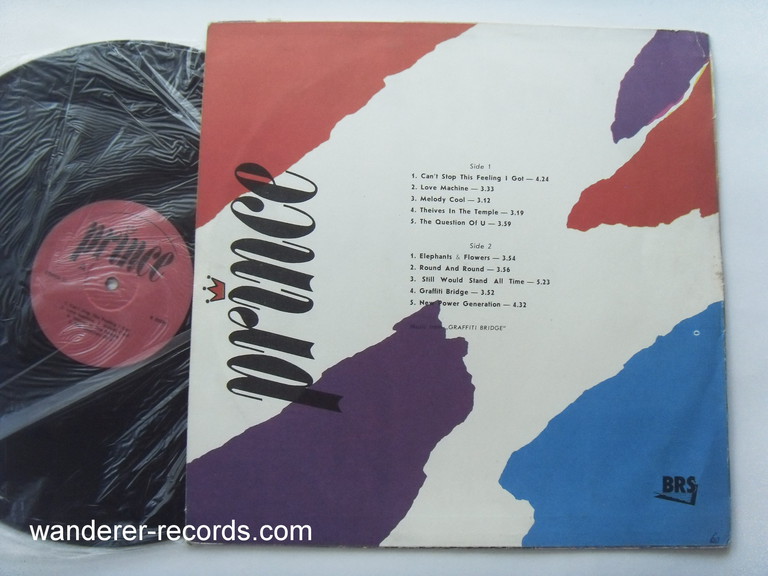 prince
prince
Side 1
1. Can't Stop This Feeling I Got — 4.24
2. Love Machine — 3.33
3. Melody Cool — 3.12
4. Theives In The Temple — 3.19
5. The Question Of U — 3.59
Side 2
1. Elephants & Flowers — 3.54
2. Round And Round — 3.56
3. Still Would Stand All Time — 5.23
4. Graffiti Bridge — 3.52
5. New Power Generation — 4.32
„GRAFFITI BRIDGE"
BRS
wanderer-records.com